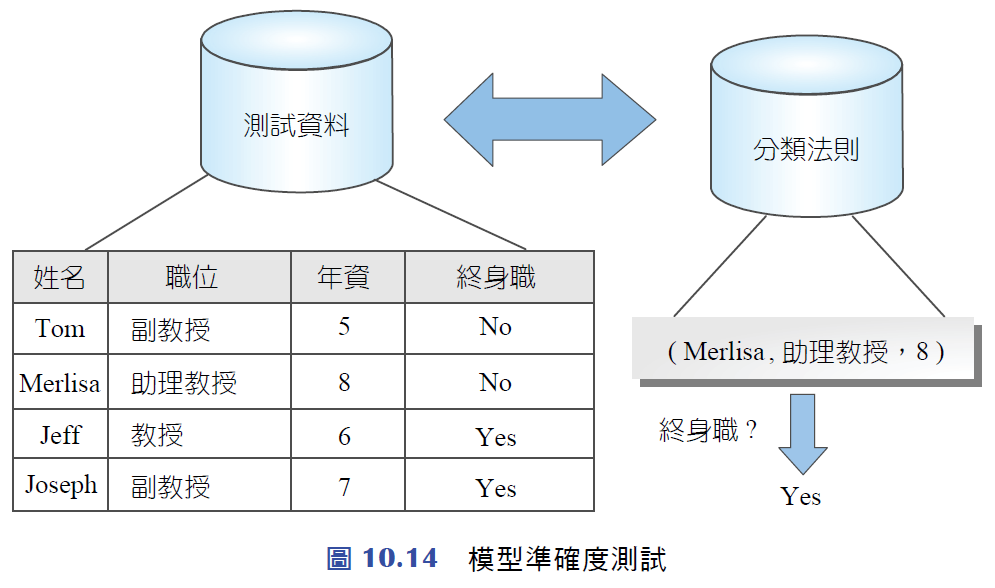 測試資料
分類法則
姓名 職位 年資 終身職
Tom 副教授 5 No
Merlisa 助理教授 8 No
Jeff 教授 6 Yes
Joseph 副教授 7 Yes
( Merlisa , 助理教授，8 )
終身職？
Yes
圖 10.14 模型準確度測試